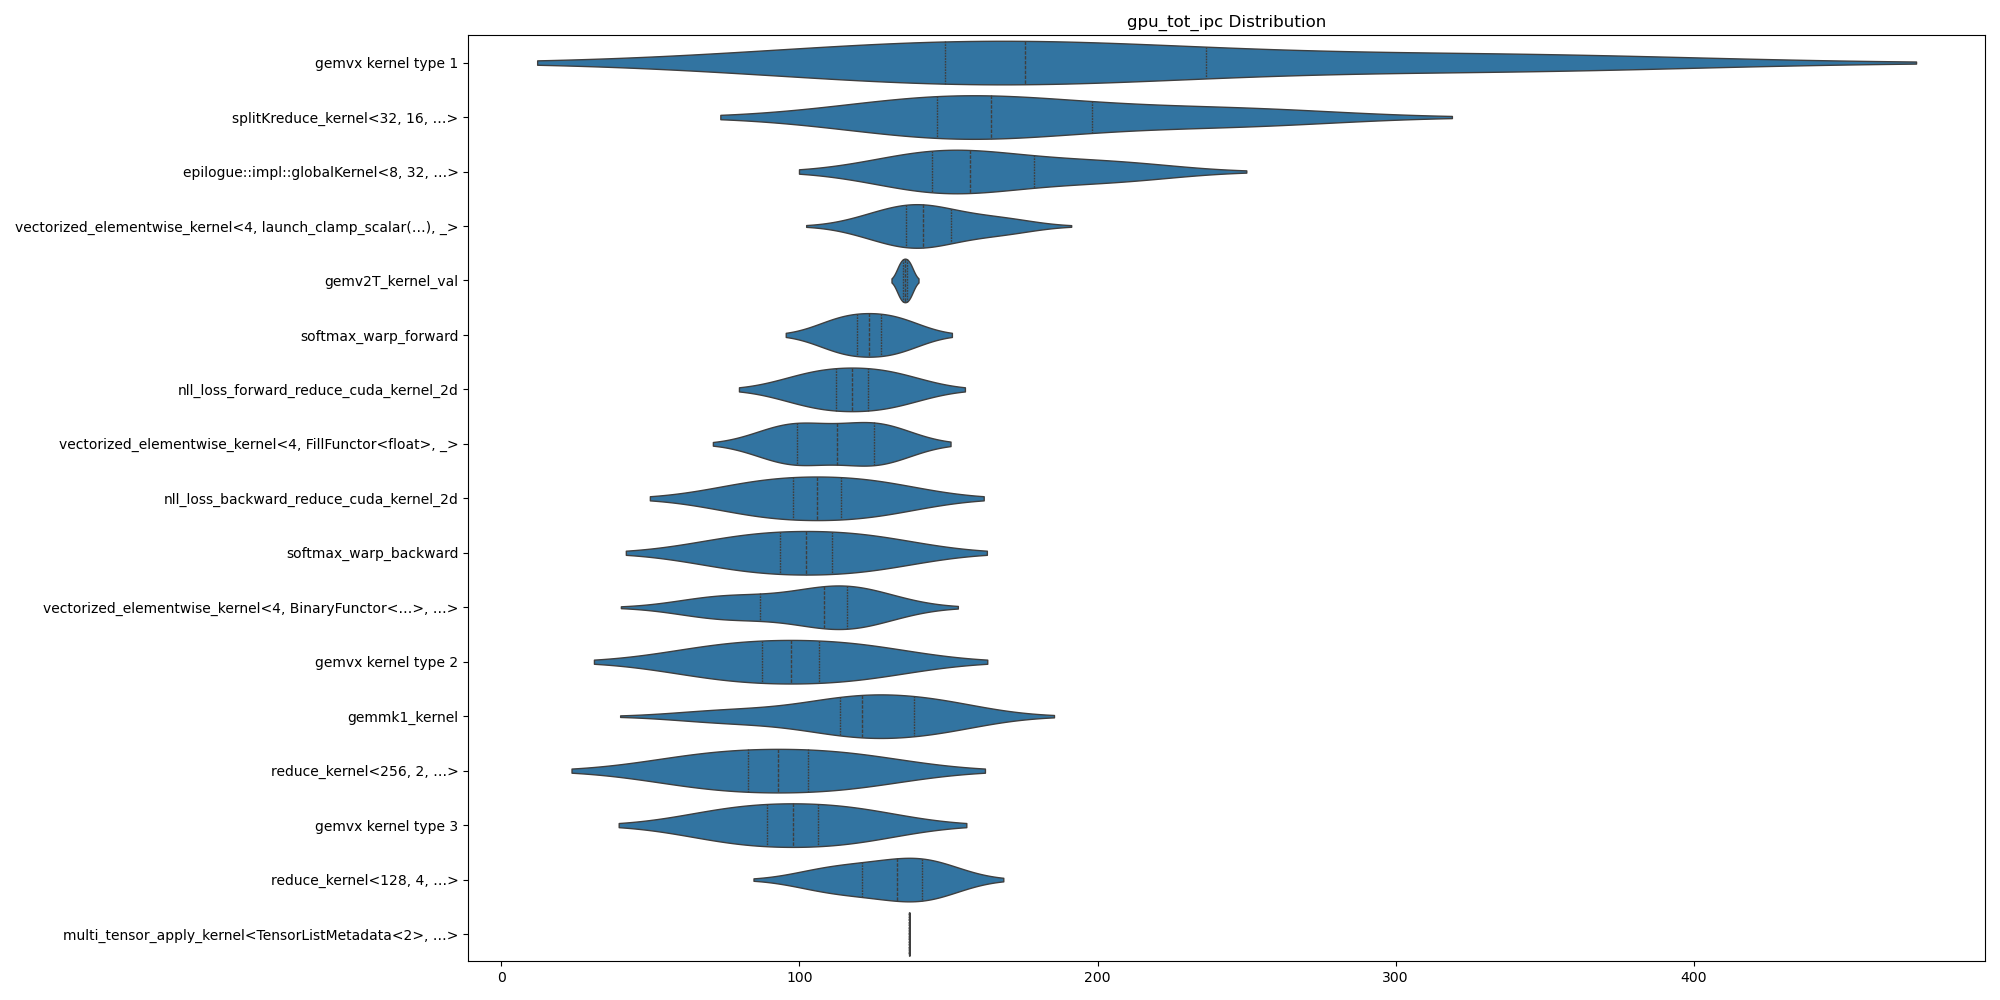 gpu_tot_ipc Distribution
gemvx kernel type 1
splitKreduce_kernel<32, 16, ...>
epilogue::impl::globalKernel<8, 32, ...>
vectorized_elementwise_kernel<4, launch_clamp_scalar(...), _>
gemv2T_kernel_val
softmax_warp_forward
nll_loss_forward_reduce_cuda_kernel_2d
vectorized_elementwise_kernel<4, FillFunctor<float>, _>
nll_loss_backward_reduce_cuda_kernel_2d
softmax_warp_backward
vectorized_elementwise_kernel<4, BinaryFunctor<...>, ...>
gemvx kernel type 2
gemmk1_kernel
reduce_kernel<256, 2, ...>
gemvx kernel type 3
reduce_kernel<128, 4, ...>
multi_tensor_apply_kernel<TensorListMetadata<2>, ...>
0 100 200 300 400